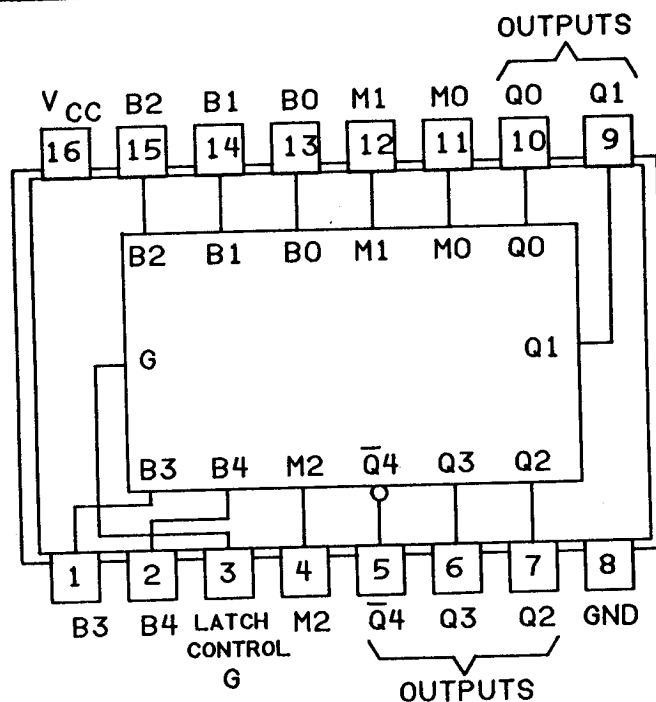 OUTPUTS
VCC B2 B1 B0 M1 M0 Q0 Q1
16 15 14 13 12 11 10 9
B2 B1 B0 M1 M0 Q0
G Q1
B3 B4 M2 Q̅4 Q3 Q2
1 2 3 4 5 6 7 8
B3 B4 LATCH CONTROL G M2 Q̅4 Q3 Q2 GND
OUTPUTS